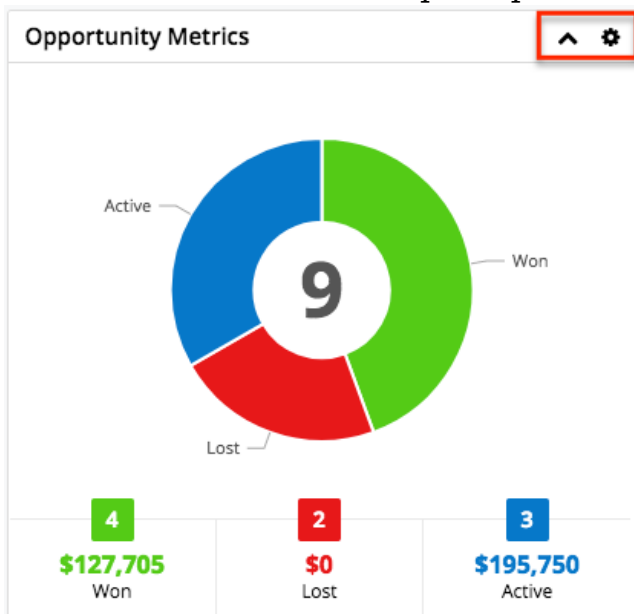 Opportunity Metrics
Active
Won
9
Lost
4 2 3
$127,705 $0 $195,750
Won Lost Active